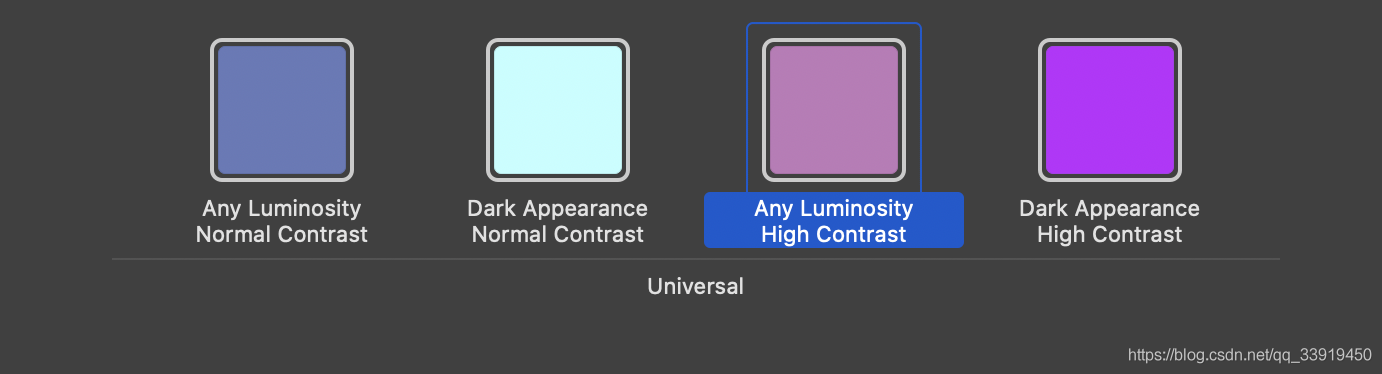 Any Luminosity
Normal Contrast
Dark Appearance
Normal Contrast
Any Luminosity
High Contrast
Dark Appearance
High Contrast
Universal
https://blog.csdn.net/qq_33919450